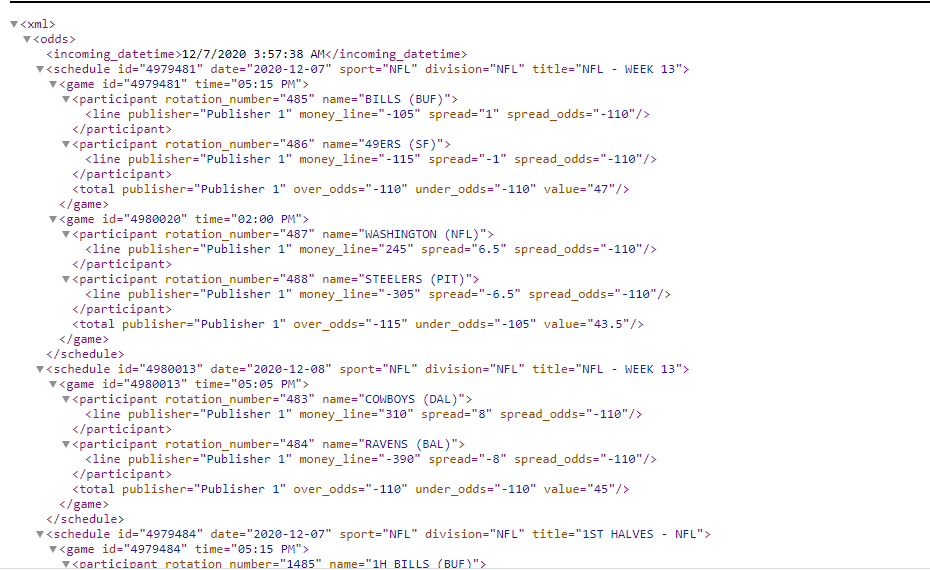 <xml>
<odds>
<incoming_datetime>12/7/2020 3:57:38 AM</incoming_datetime>
<schedule id="4979481" date="2020-12-07" sport="NFL" division="NFL" title="NFL - WEEK 13">
<game id="4979481" time="05:15 PM">
<participant rotation_number="485" name="BILLS (BUF)">
<line publisher="Publisher 1" money_line="-105" spread="1" spread_odds="-110"/>
</participant>
<participant rotation_number="486" name="49ERS (SF)">
<line publisher="Publisher 1" money_line="-115" spread="-1" spread_odds="-110"/>
</participant>
<total publisher="Publisher 1" over_odds="-110" under_odds="-110" value="47"/>
</game>
<game id="4980020" time="02:00 PM">
<participant rotation_number="487" name="WASHINGTON (NFL)">
<line publisher="Publisher 1" money_line="245" spread="6.5" spread_odds="-110"/>
</participant>
<participant rotation_number="488" name="STEELERS (PIT)">
<line publisher="Publisher 1" money_line="-305" spread="-6.5" spread_odds="-110"/>
</participant>
<total publisher="Publisher 1" over_odds="-115" under_odds="-105" value="43.5"/>
</game>
</schedule>
<schedule id="4980013" date="2020-12-08" sport="NFL" division="NFL" title="NFL - WEEK 13">
<game id="4980013" time="05:05 PM">
<participant rotation_number="483" name="COWBOYS (DAL)">
<line publisher="Publisher 1" money_line="310" spread="8" spread_odds="-110"/>
</participant>
<participant rotation_number="484" name="RAVENS (BAL)">
<line publisher="Publisher 1" money_line="-390" spread="-8" spread_odds="-110"/>
</participant>
<total publisher="Publisher 1" over_odds="-110" under_odds="-110" value="45"/>
</game>
</schedule>
<schedule id="4979484" date="2020-12-07" sport="NFL" division="NFL" title="1ST HALVES - NFL">
<game id="4979484" time="05:15 PM">
<participant rotation_number="1485" name="1H BILLS (BUF)">